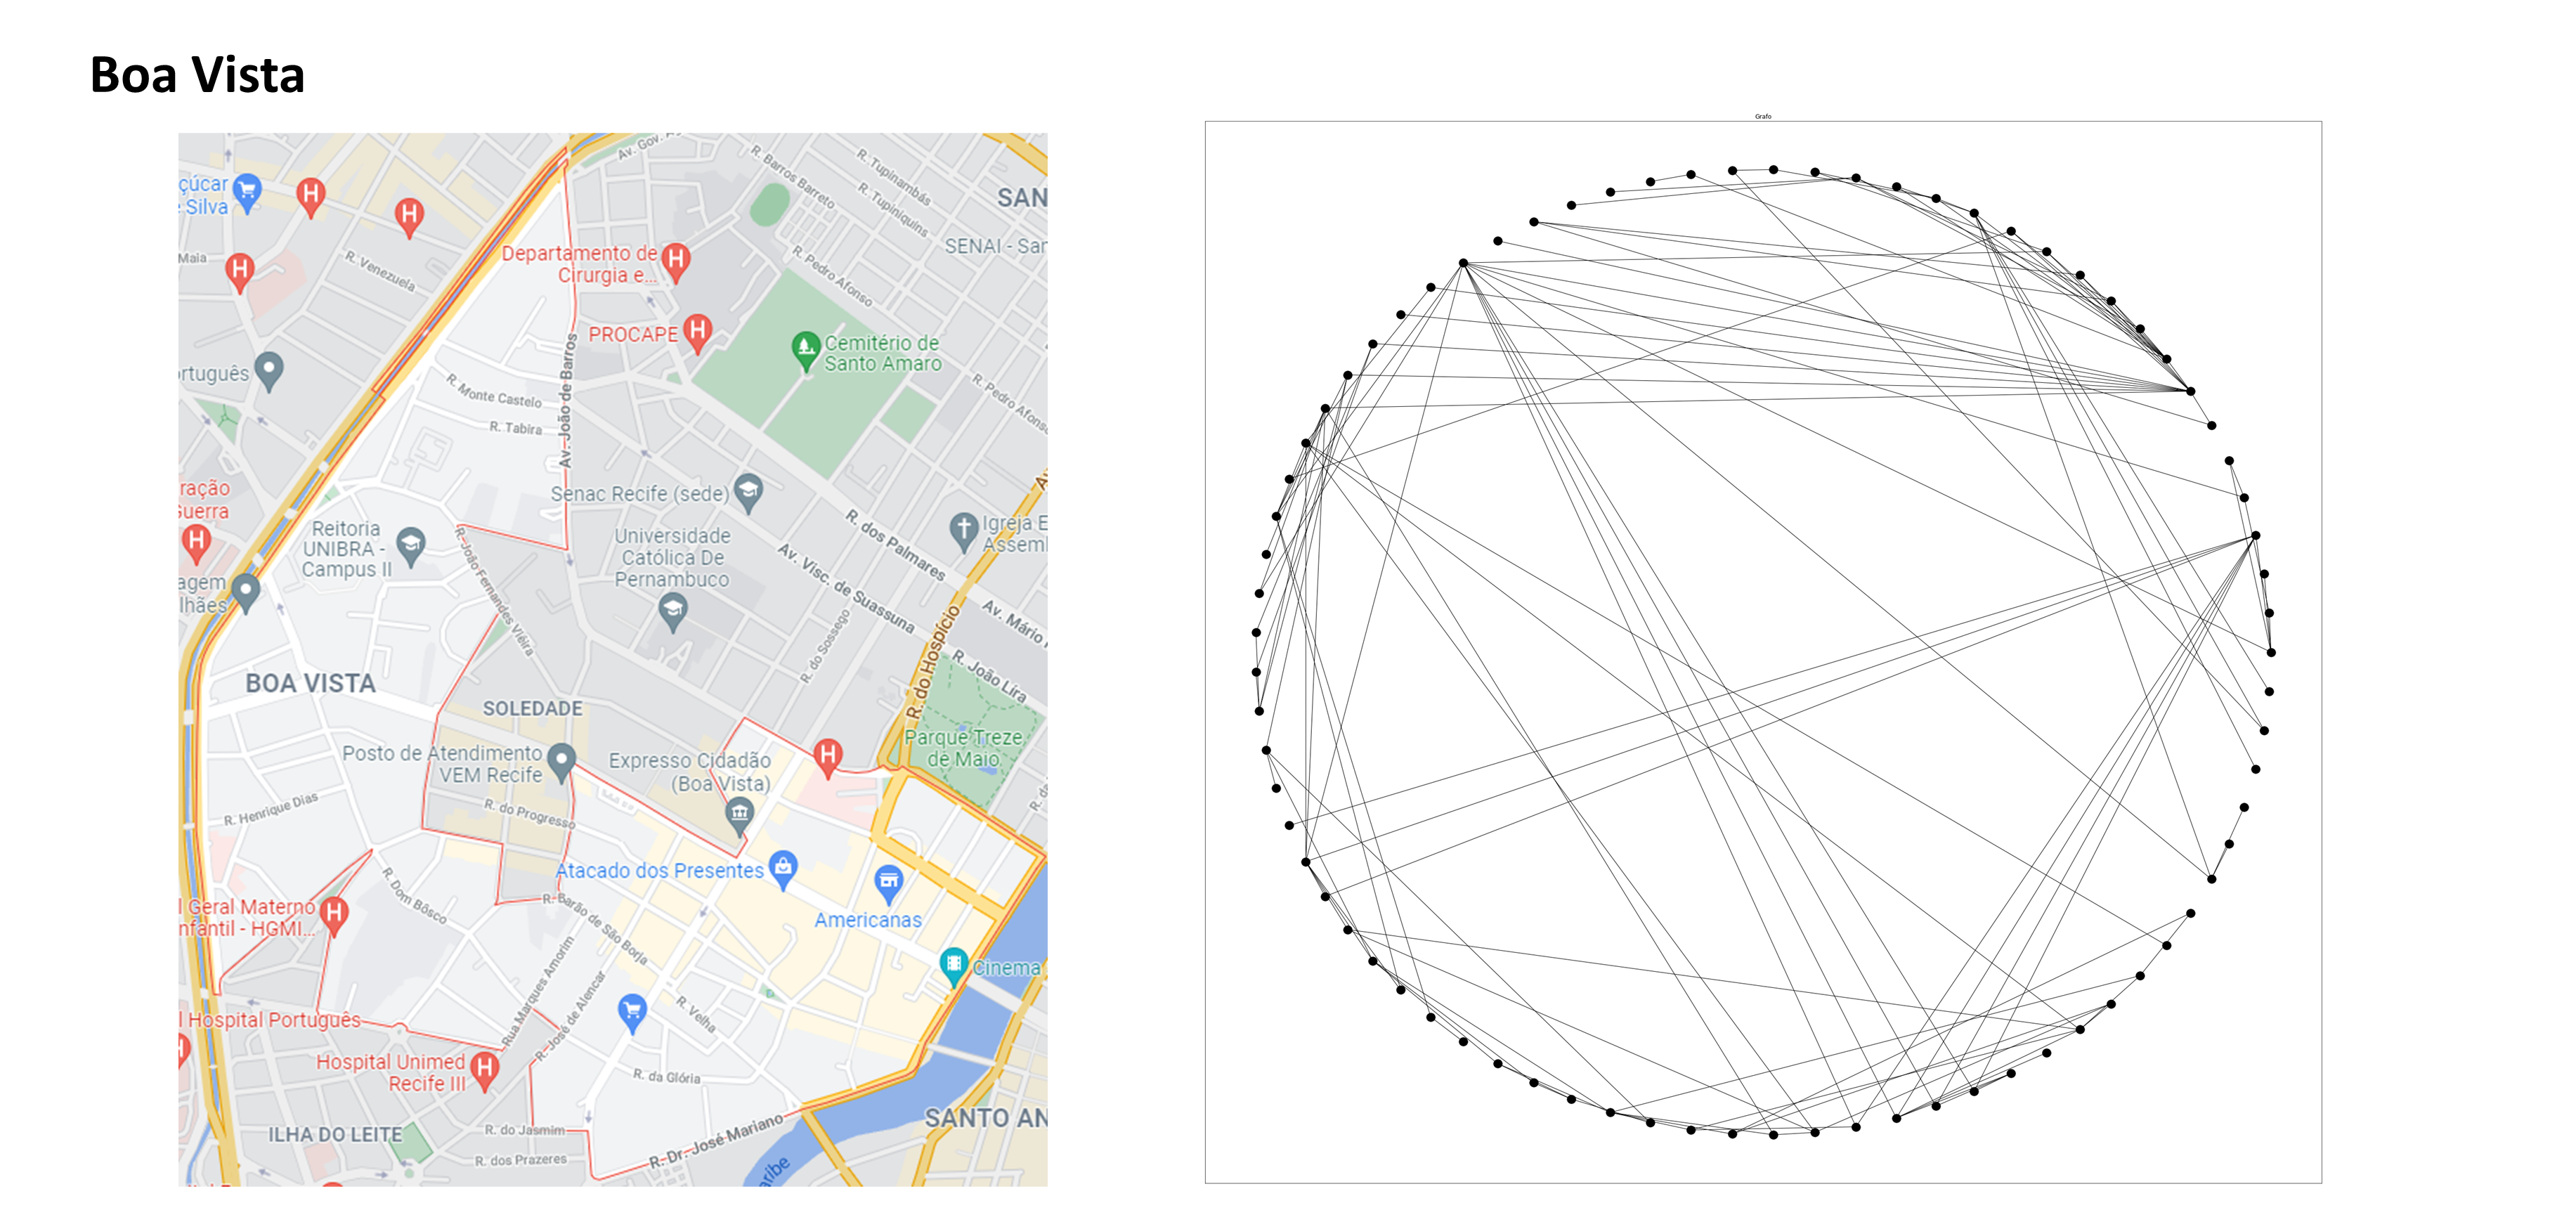 Boa Vista
Grafo
Av. Gov.
R. Barros Barreto
R. Tupinambás
R. Tupiniquins
SAN
çúcar
Silva
SENAI - San
Maia
R. Venezuela
Departamento de
Cirurgia e...
R. Pedro Afonso
PROCAPE
Cemitério de
Santo Amaro
rtuguês
R. Monte Castelo
R. Tabira
Av. João de Barros
R. Pedro Afonso
ração
Guerra
Senac Recife (sede)
R. dos Palmares
Igreja E
Assem
Reitoria
UNIBRA -
Campus II
Universidade
Católica De
Pernambuco
Av. Visc. de Suassuna
R. João Fernandes Vieira
agem
lhães
Av. Mário
R. do Sossego
R. do Hospício
R. João Lira
BOA VISTA
SOLEDADE
Parque Treze
de Maio
Posto de Atendimento
VEM Recife
Expresso Cidadão
(Boa Vista)
R. Henrique Dias
R. do Progresso
Atacado dos Presentes
Americanas
R. Dom Bôsco
R. Barão de São Borja
l Geral Materno
nfantil - HGMI...
Cinema
Rua Marques Amorim
R. José de Alencar
R. Velha
l Hospital Português
Hospital Unimed
Recife III
R. da Glória
SANTO AN
ILHA DO LEITE
R. do Jasmim
R. dos Prazeres
R. Dr. José Mariano
aribe